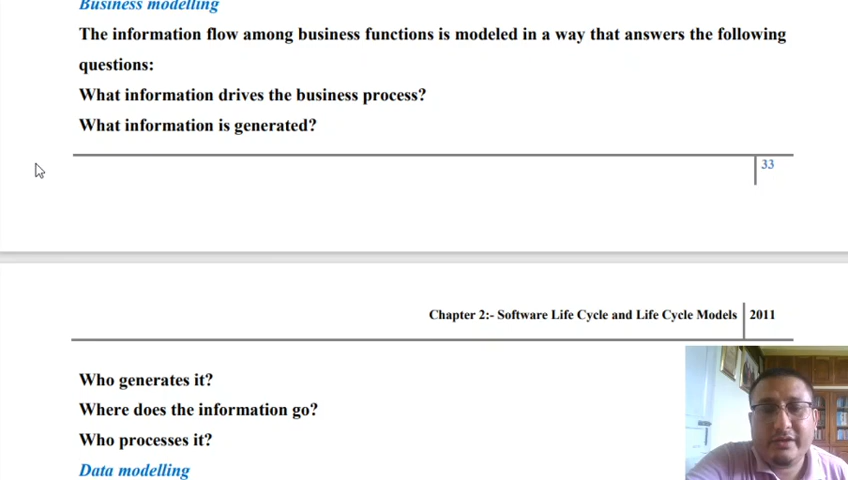 Business modelling
The information flow among business functions is modeled in a way that answers the following
questions:
What information drives the business process?
What information is generated?
33
Chapter 2:- Software Life Cycle and Life Cycle Models 2011
Who generates it?
Where does the information go?
Who processes it?
Data modelling